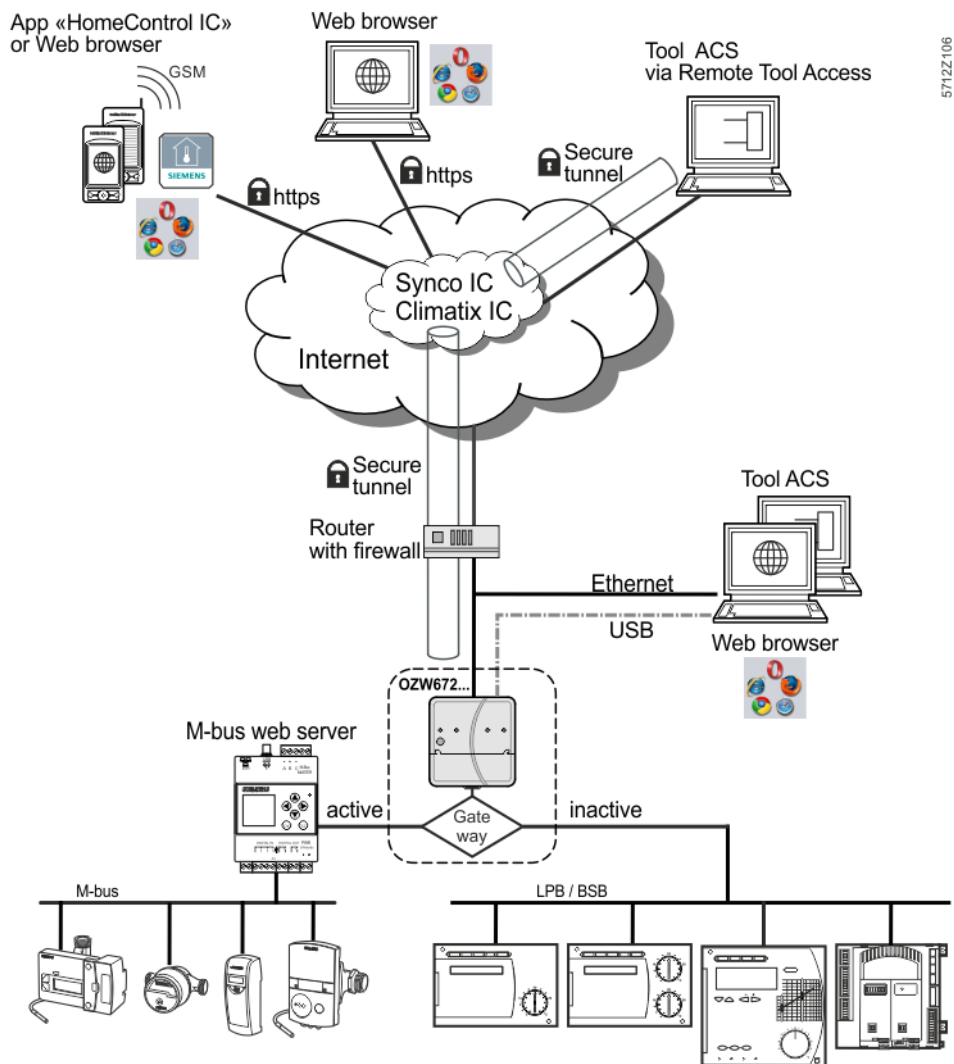 App «HomeControl IC»
or Web browser
GSM
SIEMENS
https
Web browser
https
Tool ACS
via Remote Tool Access
Secure
tunnel
5712Z106
Synco IC
Climatix IC
Internet
Secure
tunnel
Router
with firewall
Tool ACS
Ethernet
USB
Web browser
OZW672...
M-bus web server
active
Gate
way
inactive
M-bus
LPB / BSB